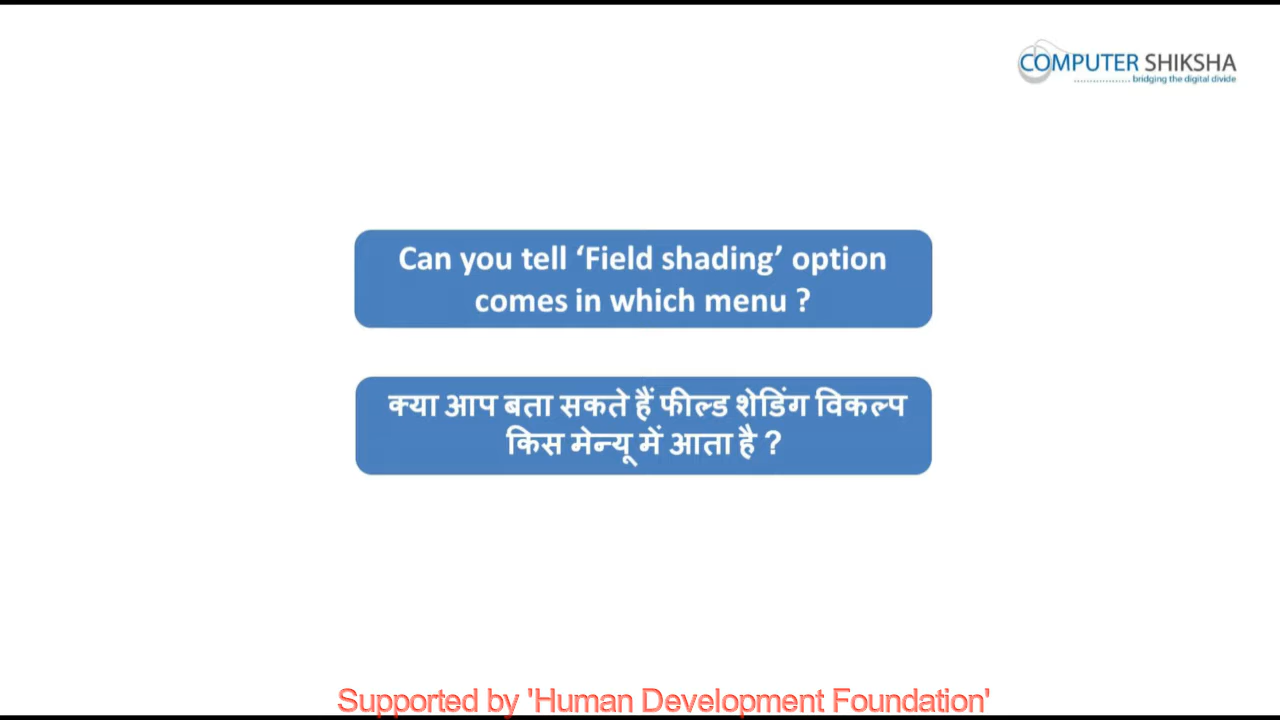 COMPUTER SHIKSHA
bridging the digital divide
Can you tell ‘Field shading’ option
comes in which menu ?
क्या आप बता सकते हैं फील्ड शेडिंग विकल्प
किस मेन्यू में आता है ?
Supported by 'Human Development Foundation'